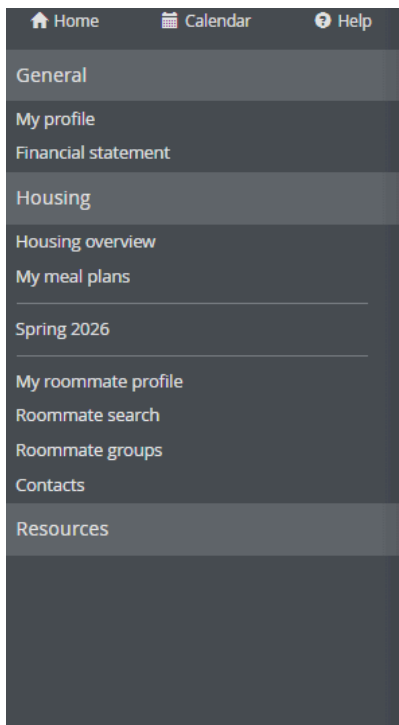 Home Calendar Help
General
My profile
Financial statement
Housing
Housing overview
My meal plans
Spring 2026
My roommate profile
Roommate search
Roommate groups
Contacts
Resources